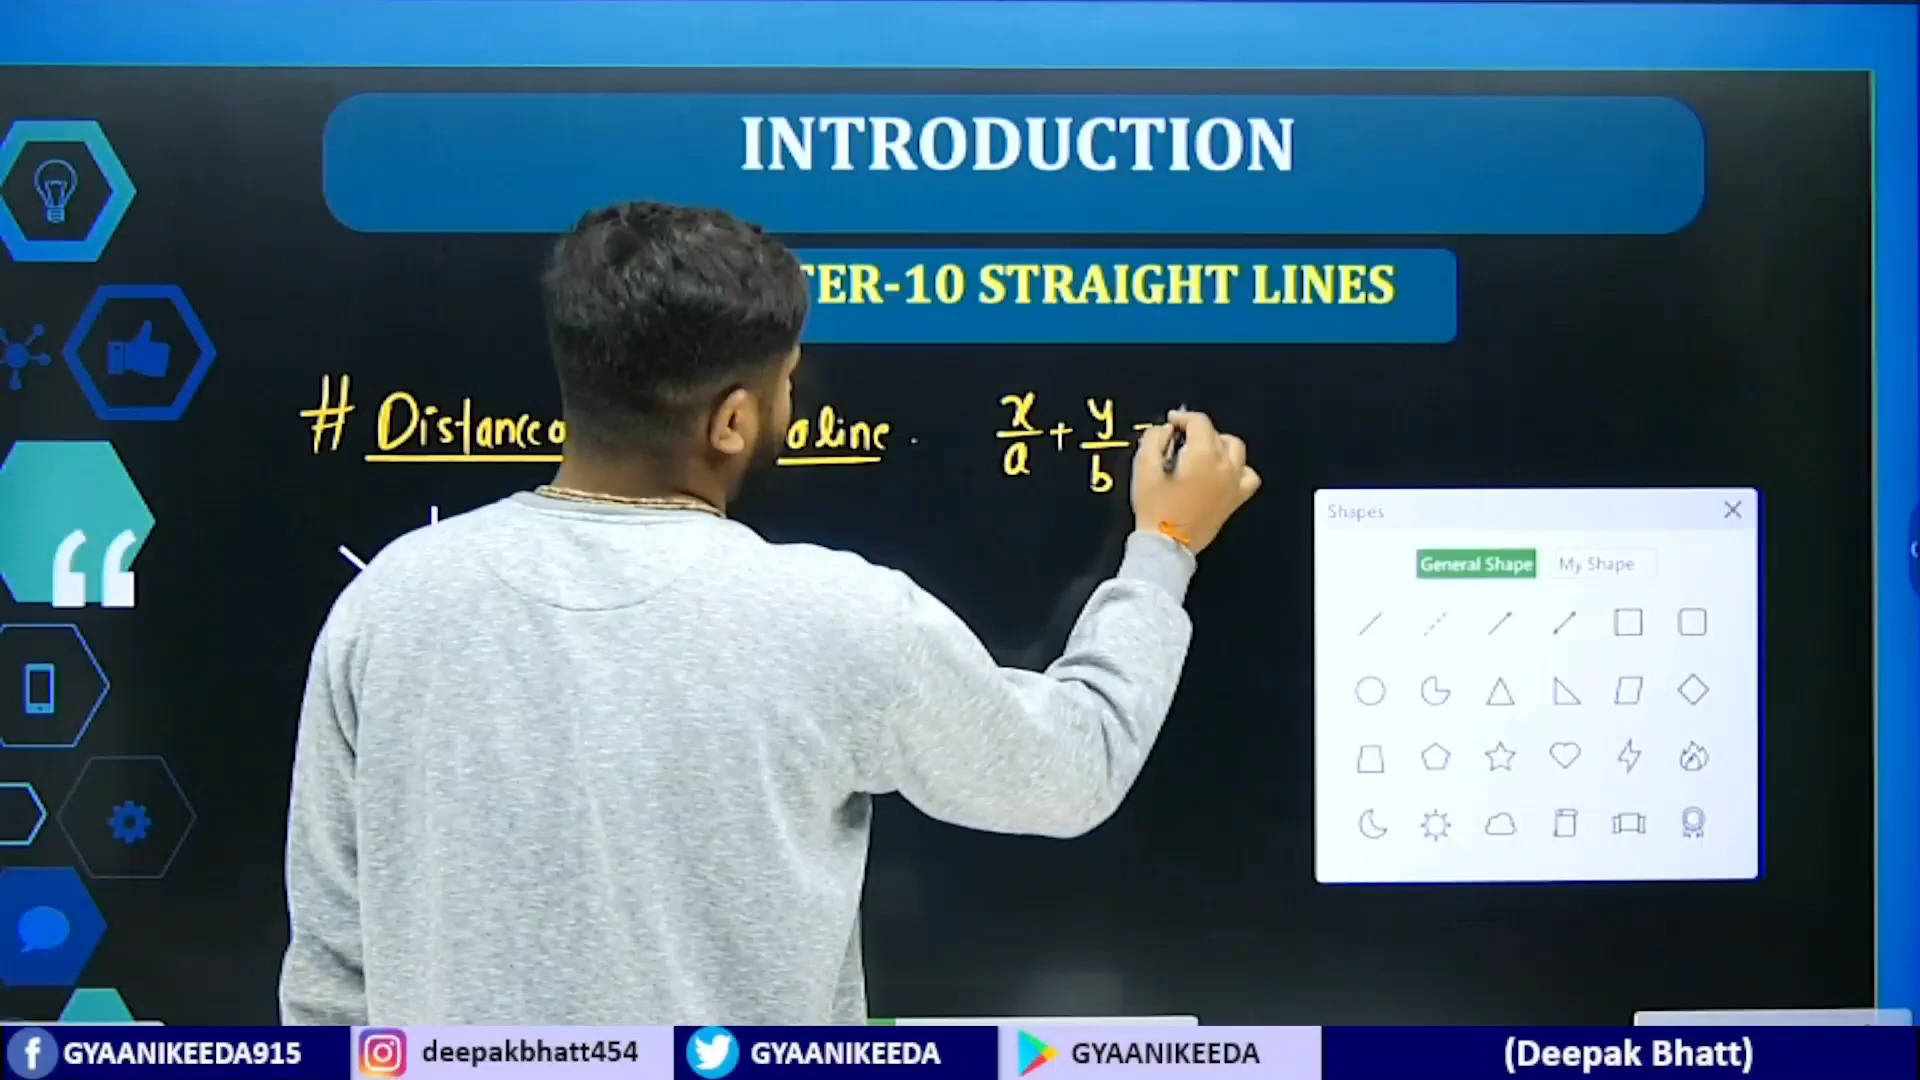 INTRODUCTION
TER-10 STRAIGHT LINES
# Distance o a line .
x/a + y/b =
Shapes
General Shape My Shape
GYAANIKEEDA915 deepakbhatt454 GYAANIKEEDA GYAANIKEEDA (Deepak Bhatt)